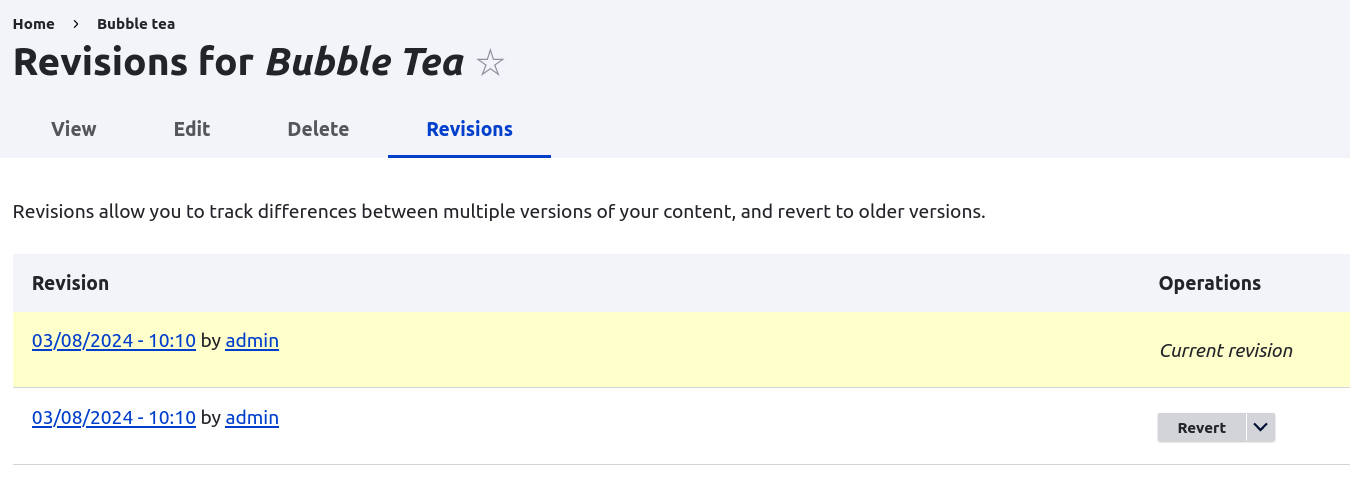 Home > Bubble tea
Revisions for Bubble Tea
View Edit Delete Revisions
Revisions allow you to track differences between multiple versions of your content, and revert to older versions.
Revision Operations
03/08/2024 - 10:10 by admin Current revision
03/08/2024 - 10:10 by admin Revert